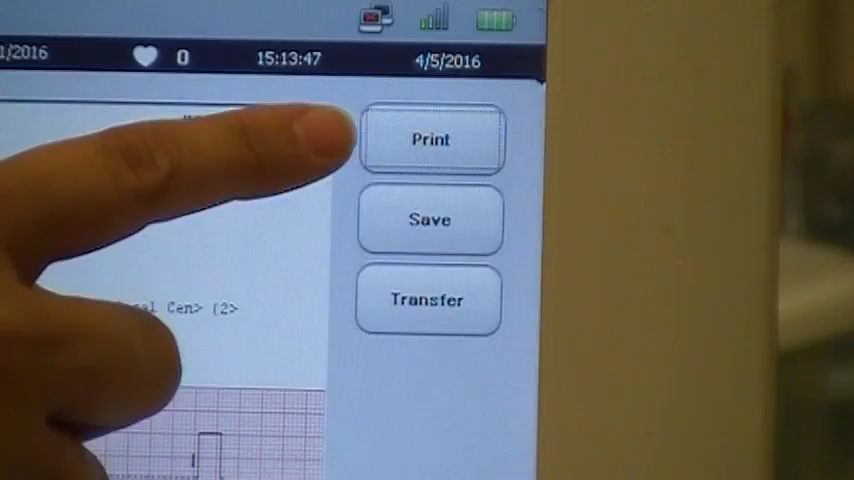 1/2016 0 15:13:47 4/5/2016
Print
Save
Transfer
Cen> (2>